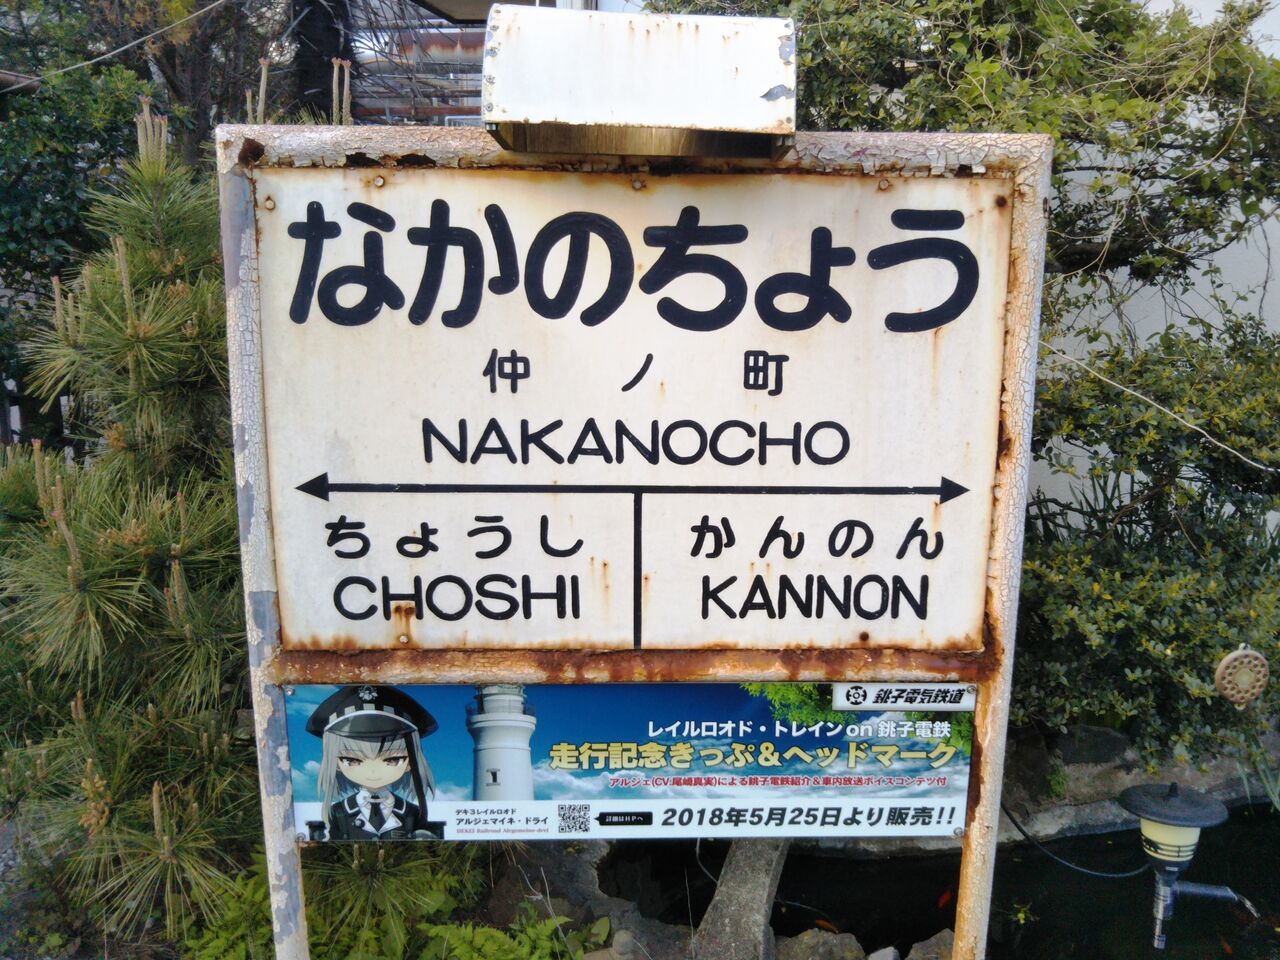 なかのちょう
仲ノ町
NAKANOCHO
ちょうし かんのん
CHOSHI KANNON
銚子電気鉄道
レイルロオド・トレイン on 銚子電鉄
走行記念きっぷ&ヘッドマーク
アルジェ(CV.尾崎真実)による銚子電鉄紹介&車内放送ボイスコンテンツ付
デキ3レイルロオド
アルジェマイネ・ドライ
DEKI3 Railroad Alegemeine-drei
詳細はHPへ
2018年5月25日より販売!!